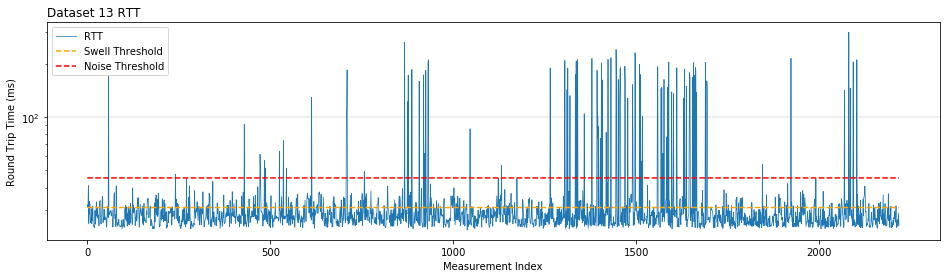 Dataset 13 RTT
RTT
Swell Threshold
Noise Threshold
Round Trip Time (ms)
10²
0 500 1000 1500 2000
Measurement Index